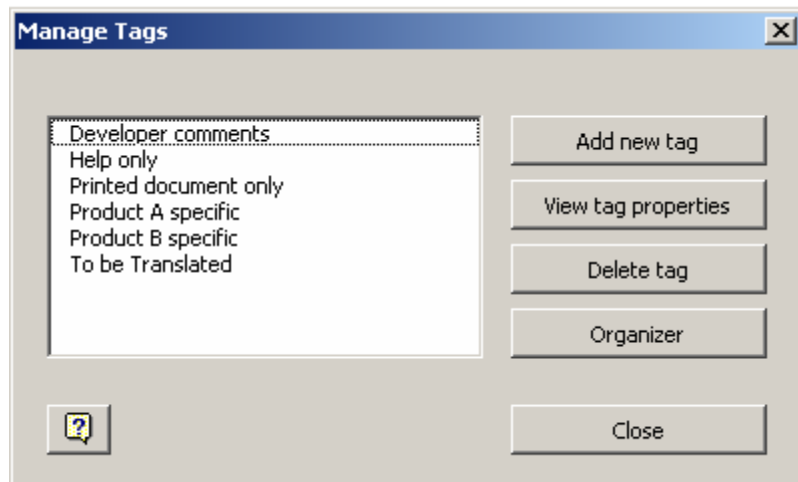 Manage Tags
Developer comments
Help only
Printed document only
Product A specific
Product B specific
To be Translated
Add new tag
View tag properties
Delete tag
Organizer
?
Close